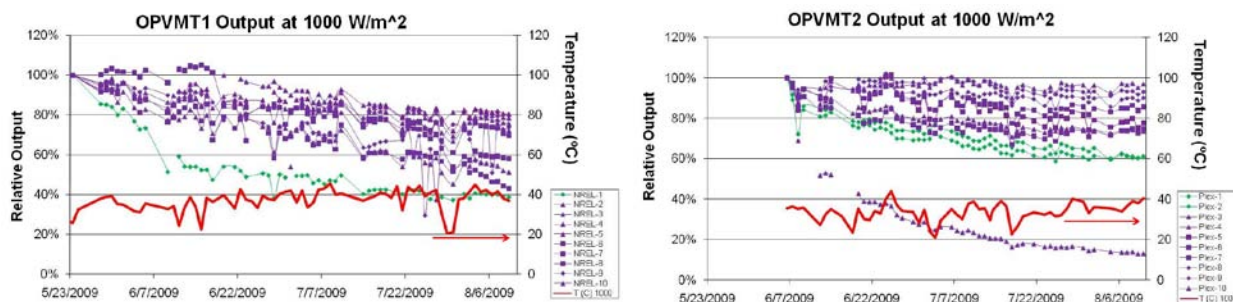 OPVMT1 Output at 1000 W/m^2
120%
100%
80%
60%
40%
20%
0%
Relative Output
120
100
80
60
40
20
0
Temperature (ºC)
5/23/2009
6/7/2009
6/22/2009
7/7/2009
7/22/2009
8/6/2009
NREL-1
NREL-2
NREL-3
NREL-4
NREL-5
NREL-6
NREL-7
NREL-8
NREL-9
NREL-10
T (C) 1000
OPVMT2 Output at 1000 W/m^2
120%
100%
80%
60%
40%
20%
0%
Relative Output
120
100
80
60
40
20
0
Temperature (ºC)
5/23/2009
6/7/2009
6/22/2009
7/7/2009
7/22/2009
8/6/2009
Plex-1
Plex-2
Plex-3
Plex-4
Plex-5
Plex-6
Plex-7
Plex-8
Plex-9
Plex-10
T (C) 1000